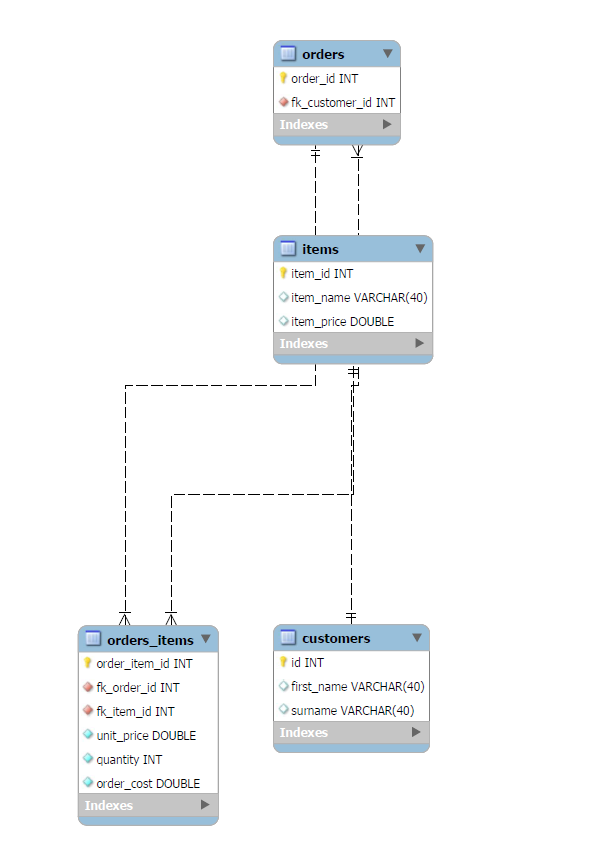 orders
order_id INT
fk_customer_id INT
Indexes
items
item_id INT
item_name VARCHAR(40)
item_price DOUBLE
Indexes
orders_items
order_item_id INT
fk_order_id INT
fk_item_id INT
unit_price DOUBLE
quantity INT
order_cost DOUBLE
Indexes
customers
id INT
first_name VARCHAR(40)
surname VARCHAR(40)
Indexes